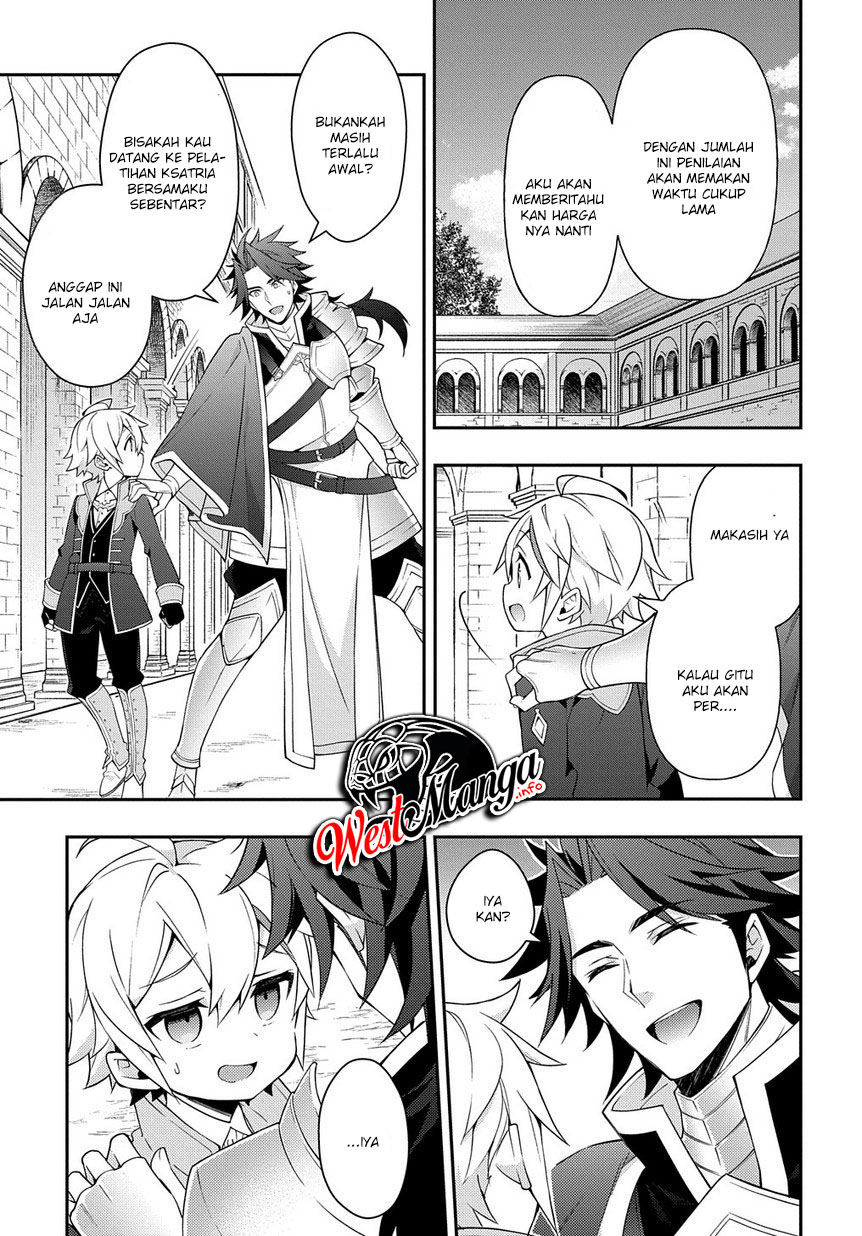 DENGAN JUMLAH
INI PENILAIAN
AKAN MEMAKAN
WAKTU CUKUP
LAMA
AKU AKAN
MEMBERITAHU
KAN HARGA
NYA NANTI
MAKASIH YA
KALAU GITU
AKU AKAN
PER....
BUKANKAH
MASIH
TERLALU
AWAL?
BISAKAH KAU
DATANG KE PELA-
TIHAN KSATRIA
BERSAMAKU
SEBENTAR?
ANGGAP INI
JALAN JALAN
AJA
WestManga
.info
IYA
KAN?
...IYA